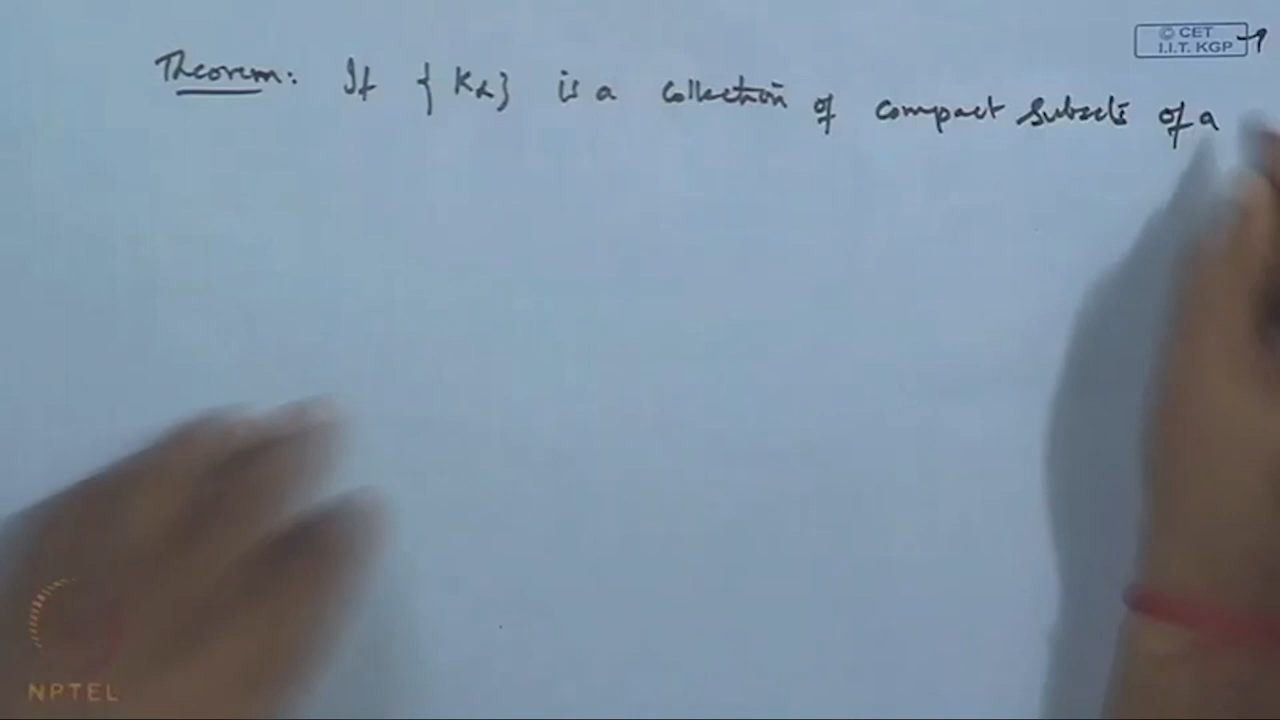 © CET
I.I.T. KGP
Theorem: If {Kα} is a collection of compact subsets of a
NPTEL